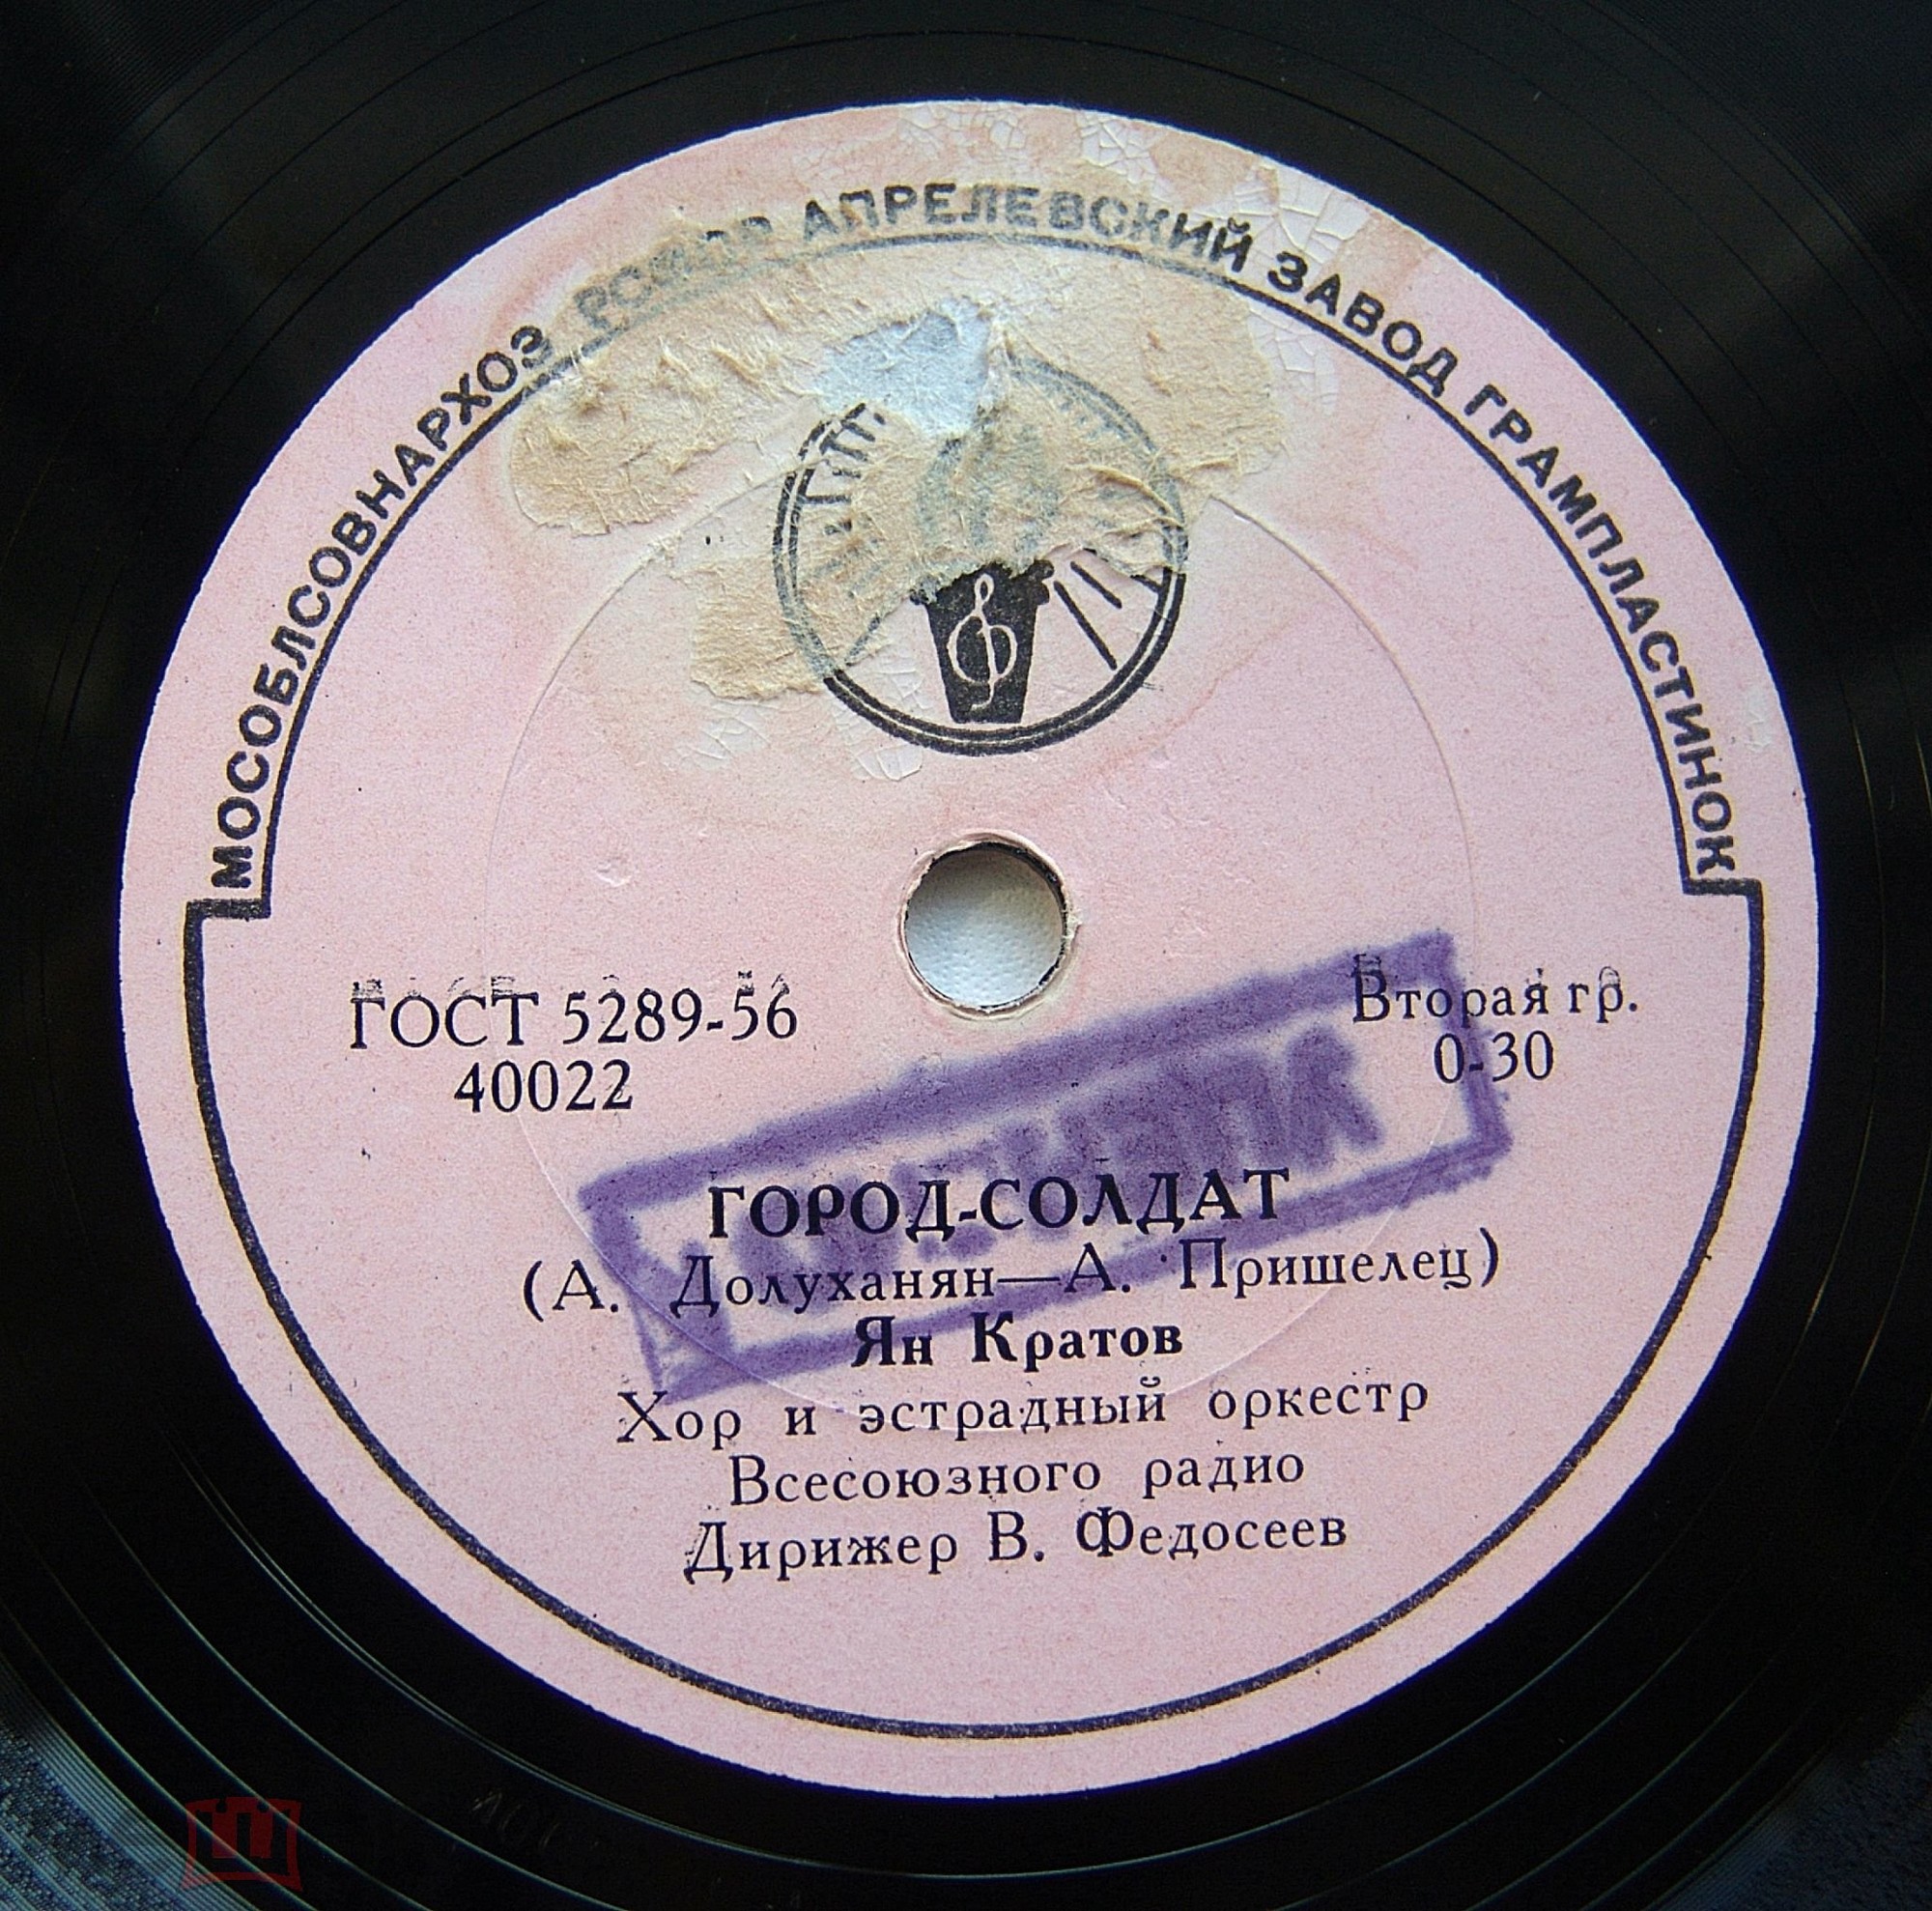 МОСОБЛСОВНАРХОЗ РСФСР АПРЕЛЕВСКИЙ ЗАВОД ГРАМПЛАСТИНОК
ГОСТ 5289-56
40022
Вторая гр.
0-30
ГОРОД-СОЛДАТ
(А. Долуханян—А. Пришелец)
Ян Кратов
Хор и эстрадный оркестр
Всесоюзного радио
Дирижер В. Федосеев